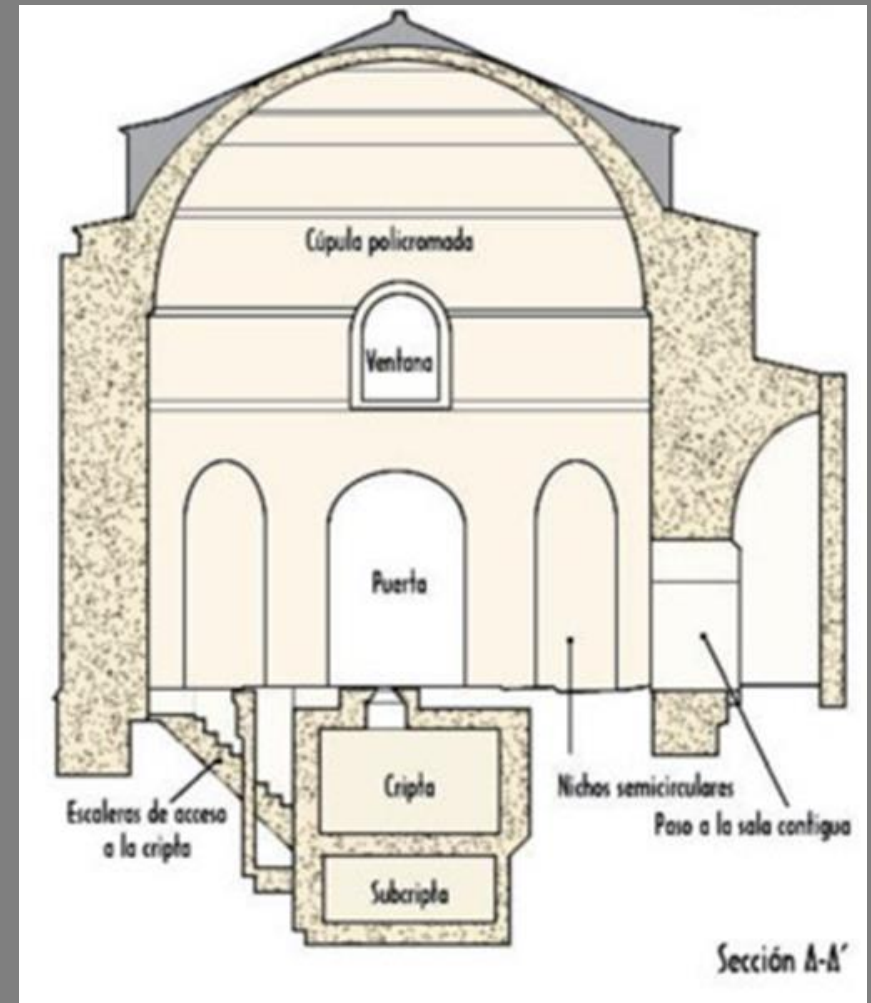 Cúpula policromada
Ventana
Puerta
Cripta
Nichos semicirculares
Escaleras de acceso
a la cripta
Paso a la sala contigua
Subcripta
Sección A-A´